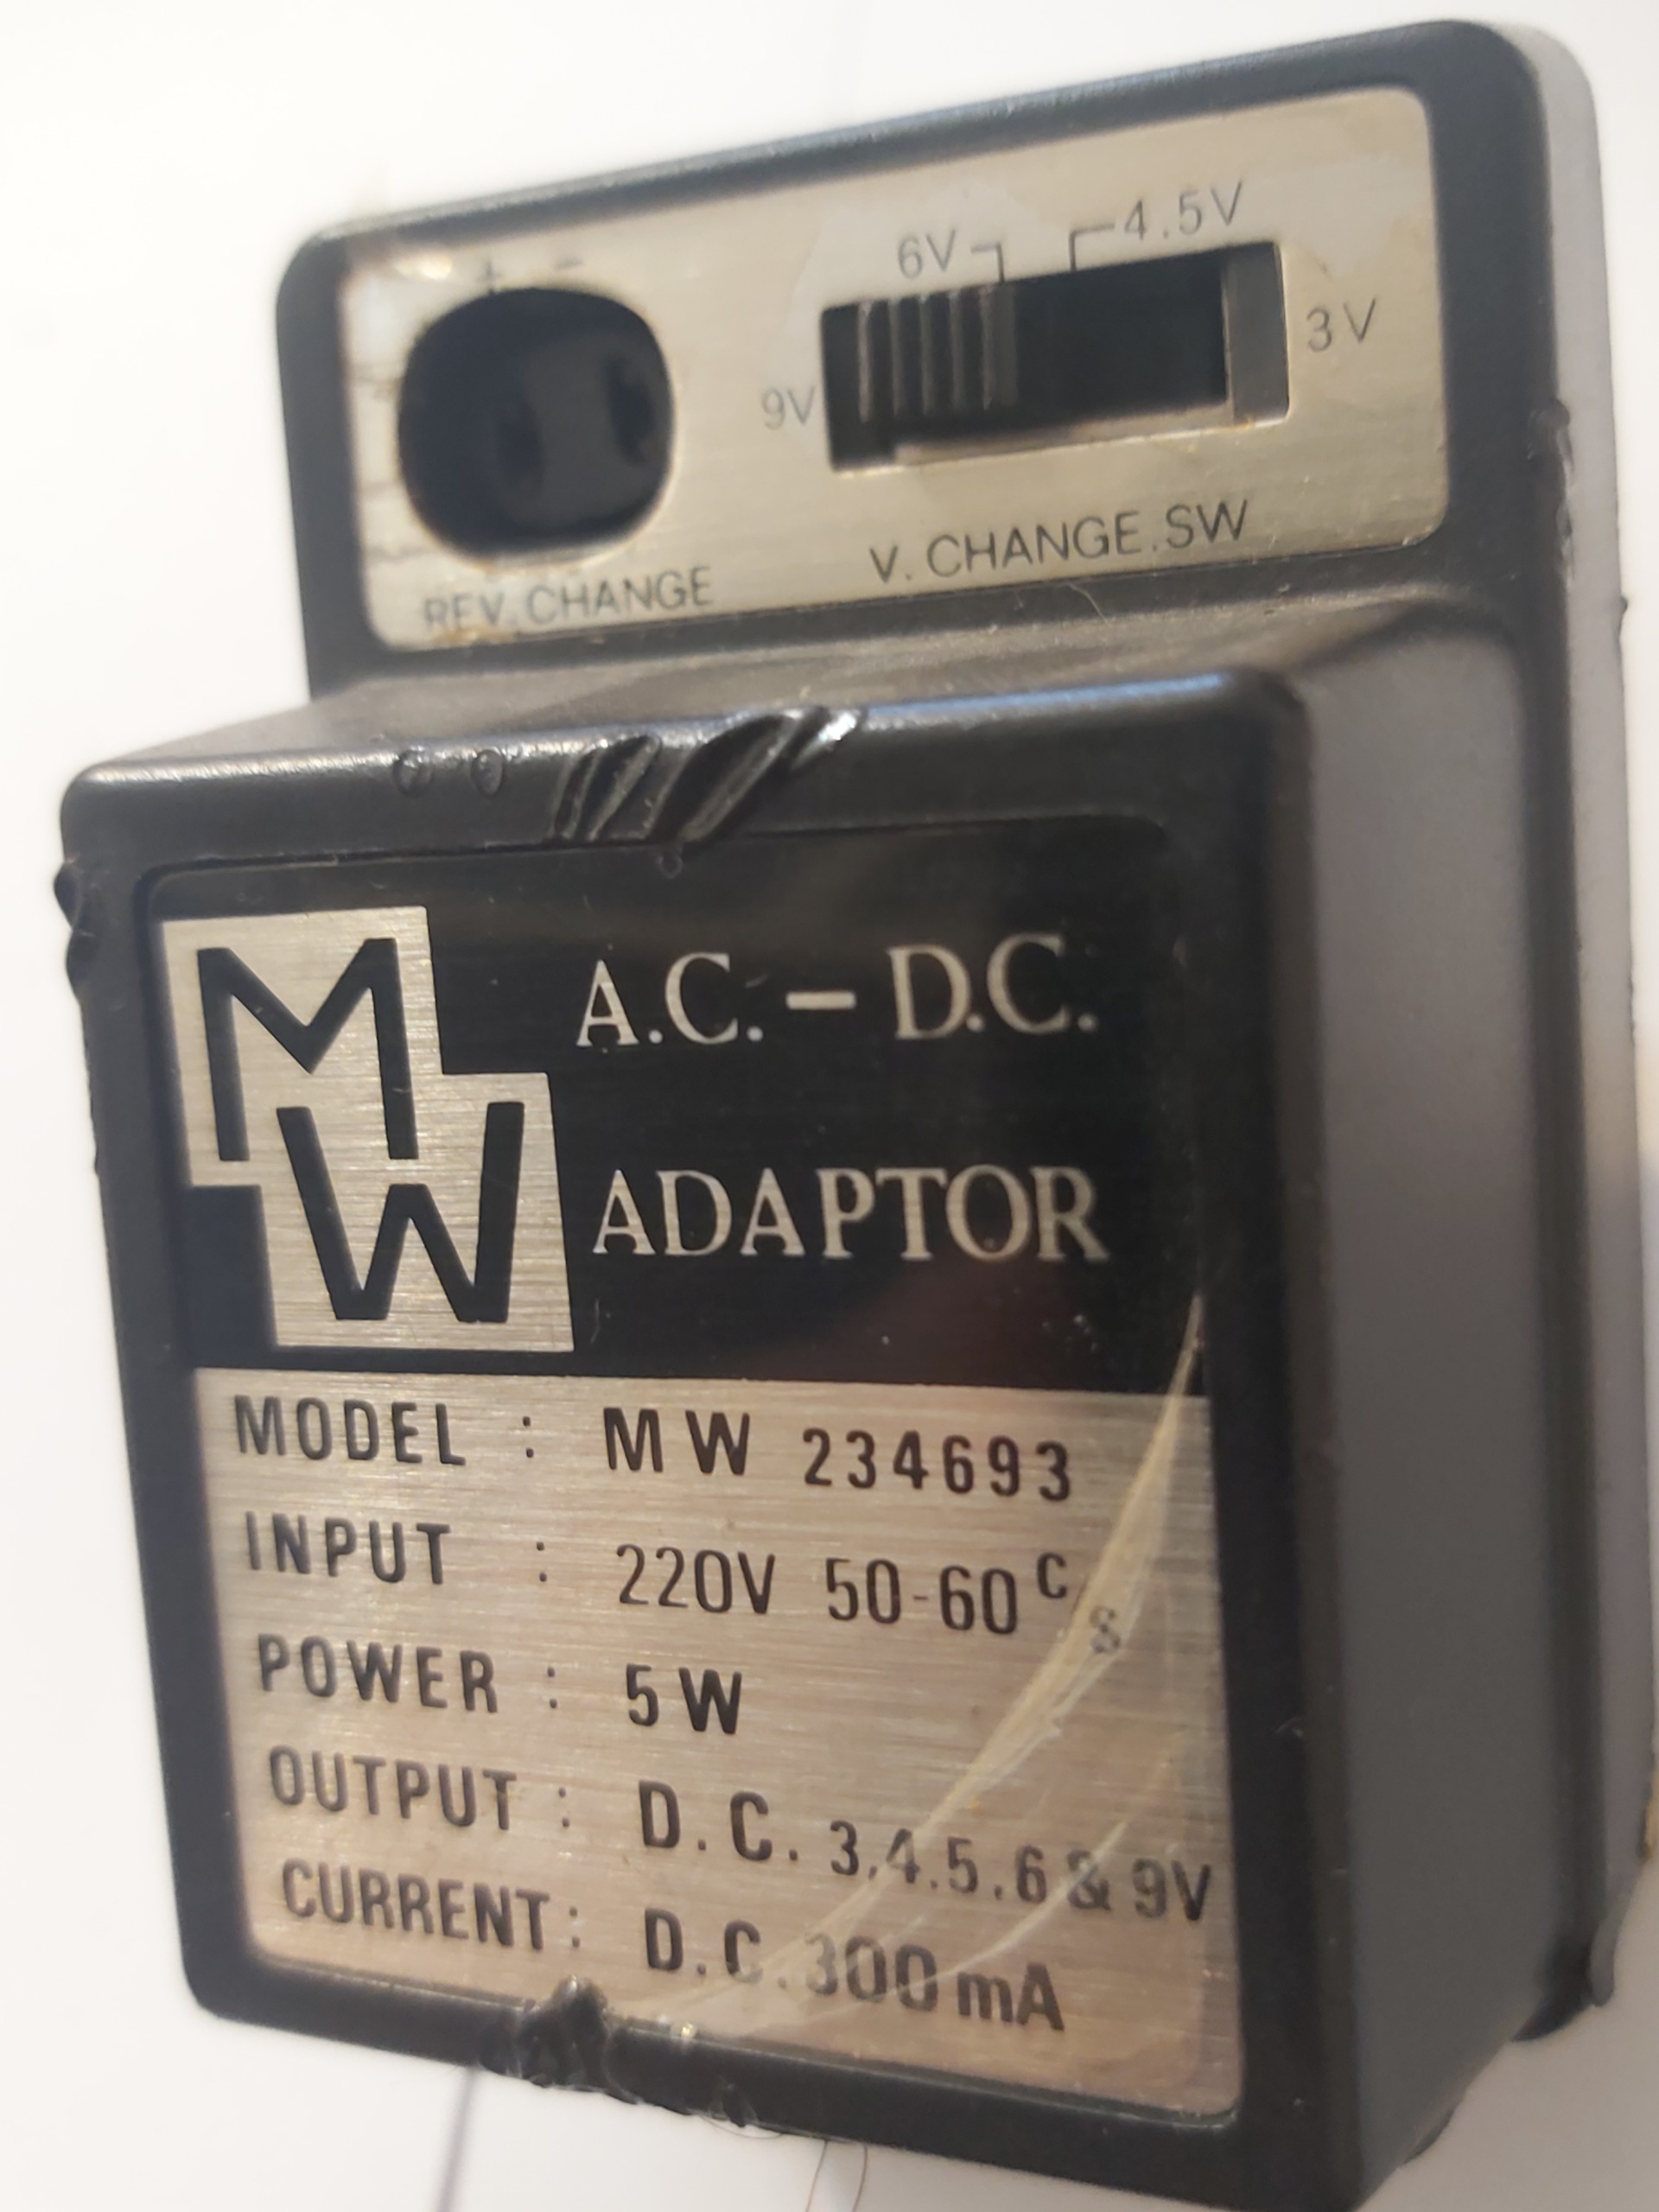 + -
6V
4.5V
9V
3V
REV.CHANGE
V. CHANGE.SW
MW
A.C.-D.C.
ADAPTOR
MODEL : MW 234693
INPUT : 220V 50-60 C/S
POWER : 5W
OUTPUT : D.C. 3.4.5.6 & 9V
CURRENT : D.C. 300mA